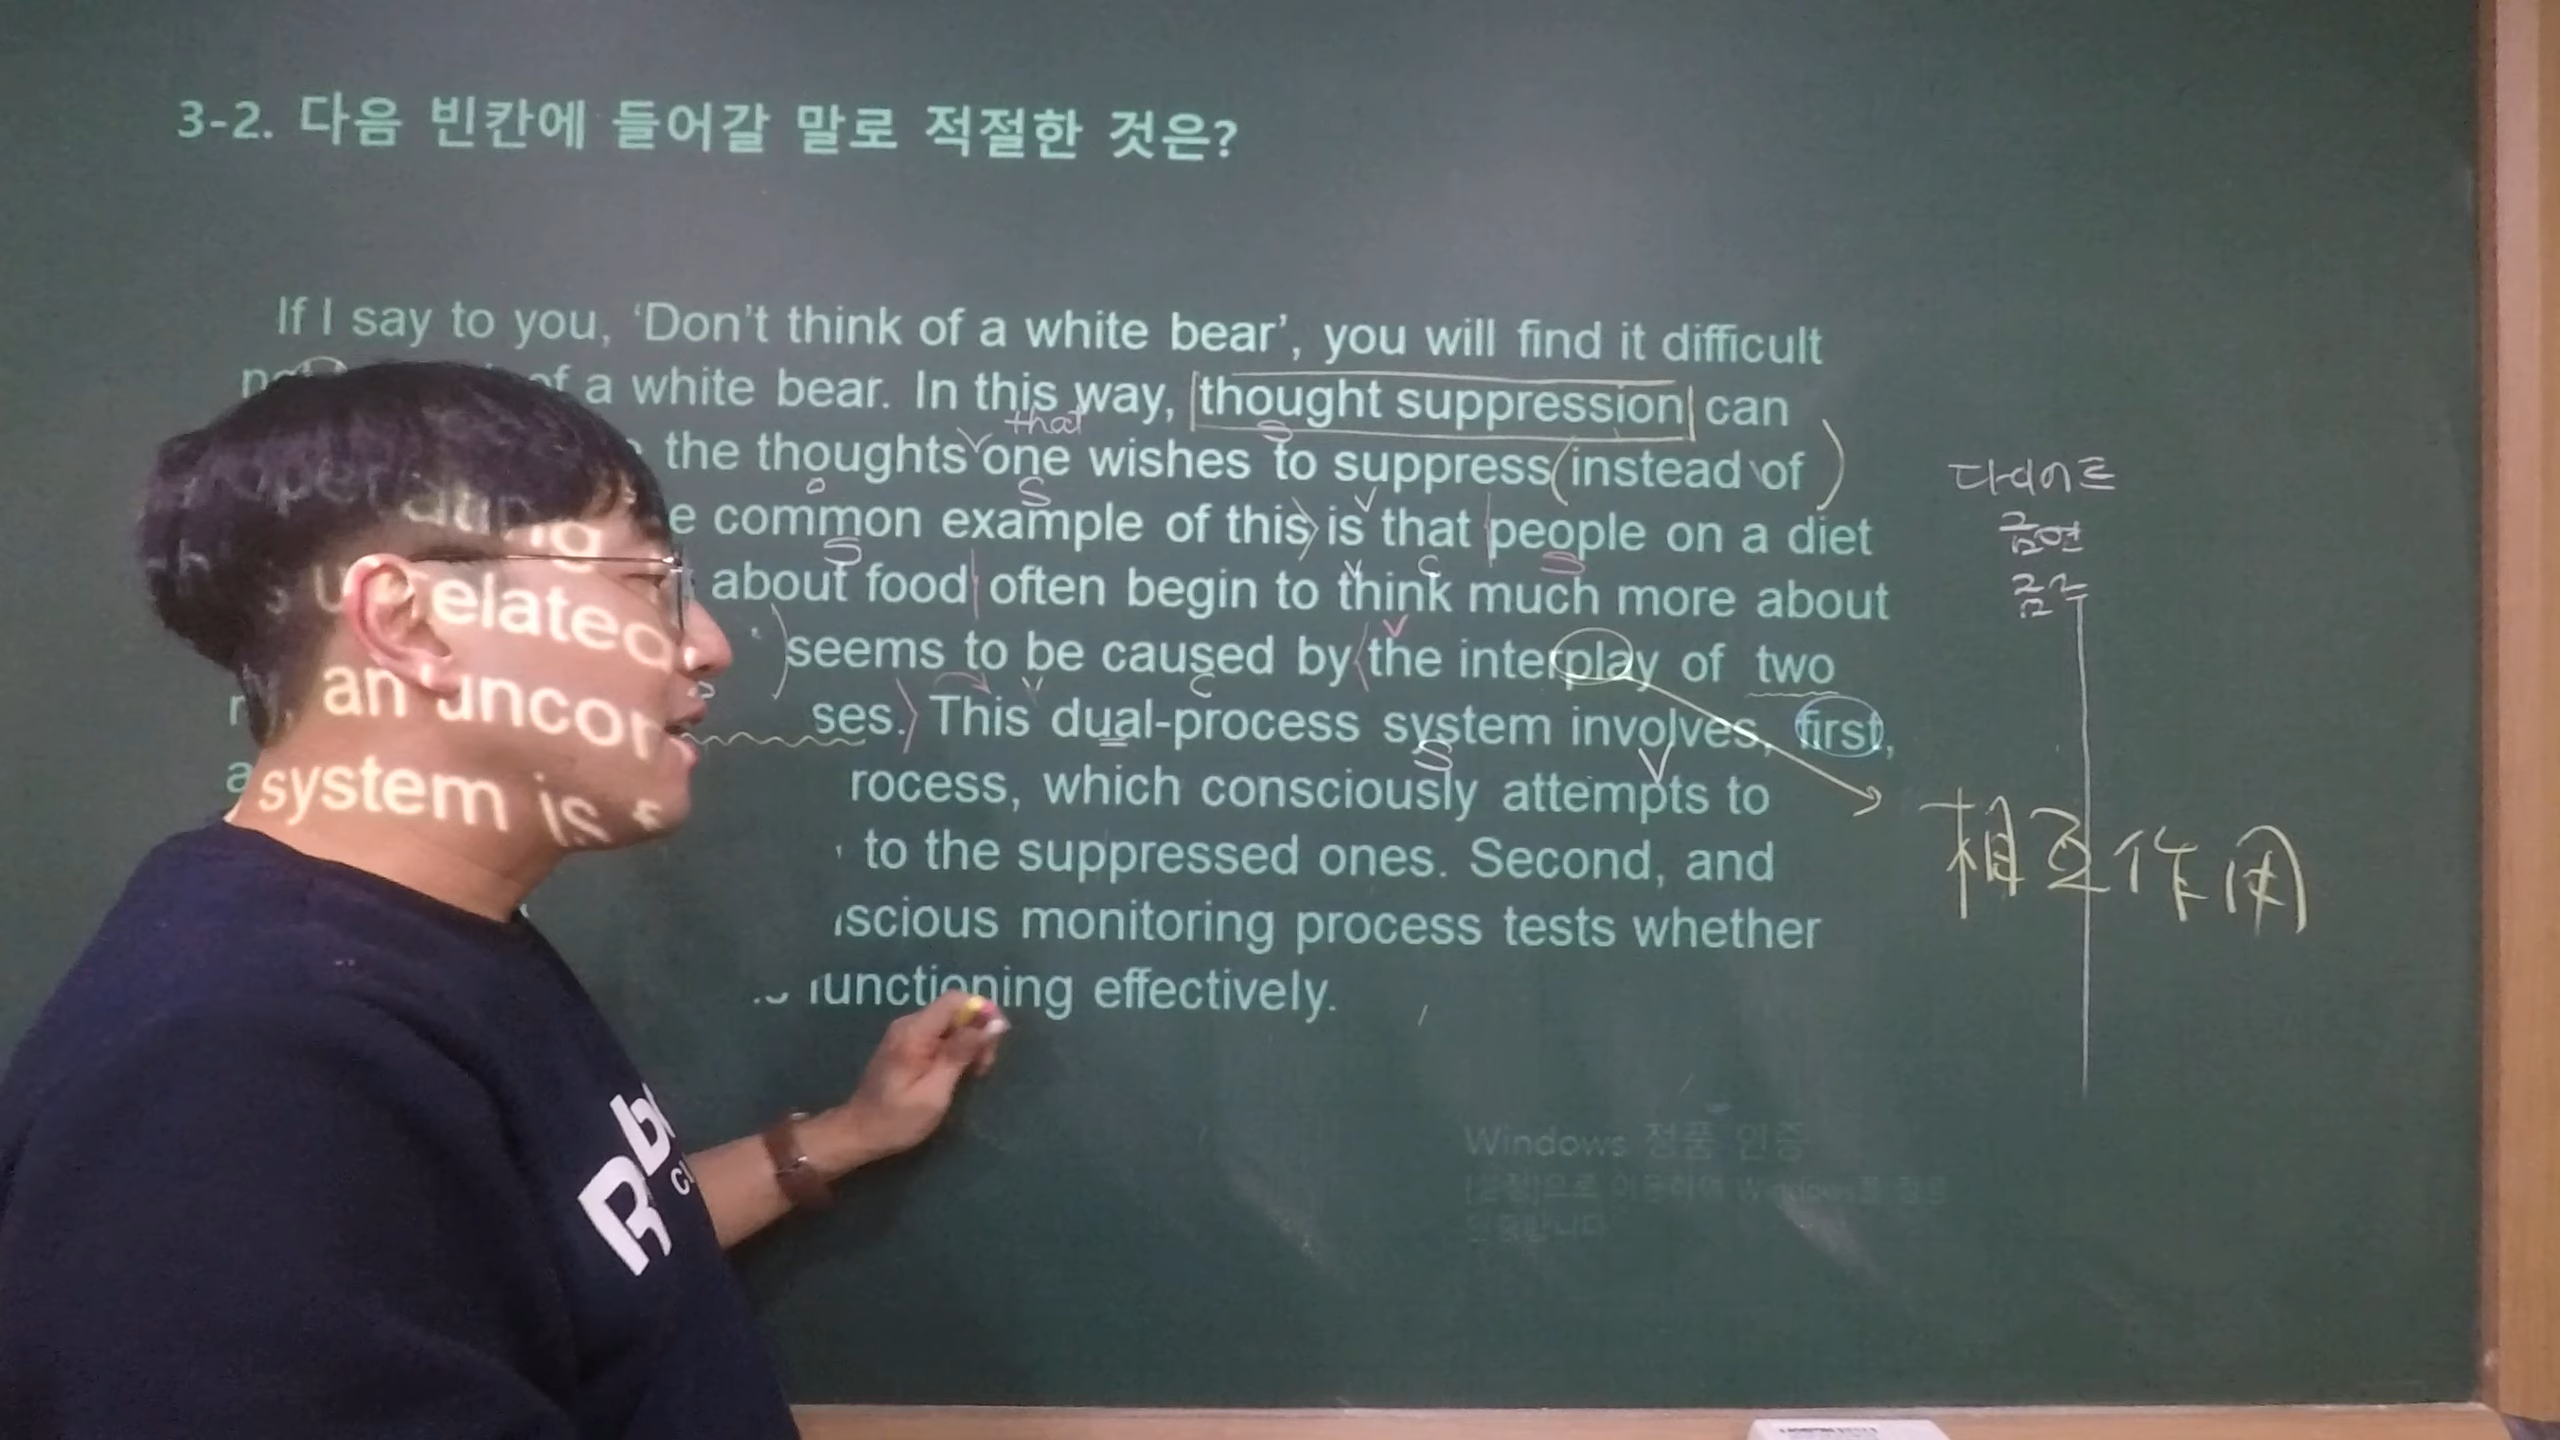 3-2. 다음 빈칸에 들어갈 말로 적절한 것은?
If I say to you, ‘Don’t think of a white bear’, you will find it difficult
of a white bear. In this way, thought suppression can
that
the thoughts one wishes to suppress (instead of )
common example of this is that people on a diet
about food often begin to think much more about
seems to be caused by the interplay of two
ses. This dual-process system involves, first,
rocess, which consciously attempts to
to the suppressed ones. Second, and
scious monitoring process tests whether
functioning effectively.
operating
elated
an uncon
system is f
다이어트
금연
금주
相互作用
Windows 정품 인증